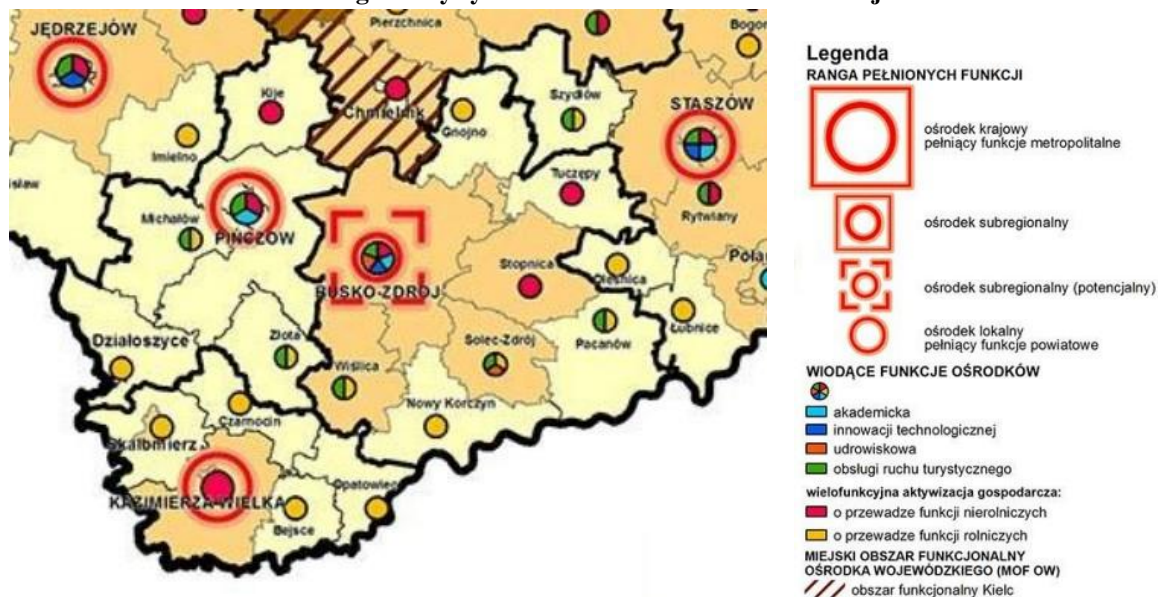 JĘDRZEJÓW
Pierzchnica
Kije
Chmielnik
Gnojno
Szydłów
STASZÓW
Imielno
Tuczępy
Rytwiany
Michałów
PIŃCZÓW
Stopnica
Oleśnica
BUSKO-ZDRÓJ
Łubnice
Działoszyce
Złota
Solec-Zdrój
Pacanów
Wiślica
Nowy Korczyn
Czarnocin
Skalbmierz
KAZIMIERZA WIELKA
Opatowiec
Bejsce
Legenda
RANGA PEŁNIONYCH FUNKCJI
ośrodek krajowy
pełniący funkcje metropolitalne
ośrodek subregionalny
ośrodek subregionalny (potencjalny)
ośrodek lokalny
pełniący funkcje powiatowe
WIODĄCE FUNKCJE OŚRODKÓW
akademicka
innowacji technologicznej
udrowiskowa
obsługi ruchu turystycznego
wielofunkcyjna aktywizacja gospodarcza:
o przewadze funkcji nierolniczych
o przewadze funkcji rolniczych
MIEJSKI OBSZAR FUNKCJONALNY
OŚRODKA WOJEWÓDZKIEGO (MOF OW)
obszar funkcjonalny Kielc